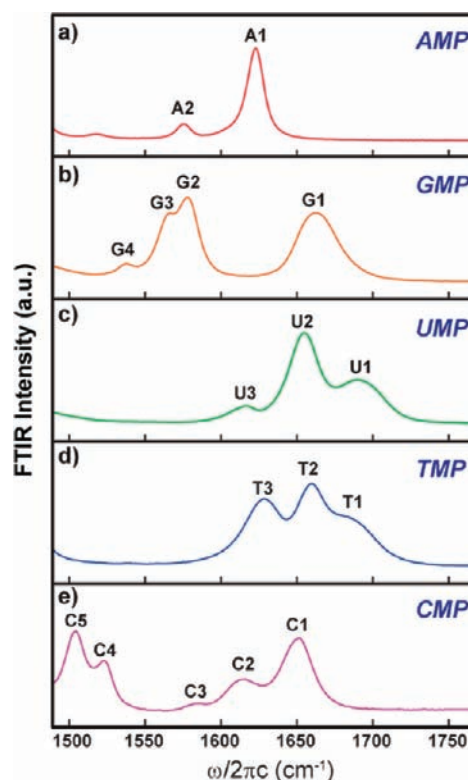 a)
A1
AMP
A2
b)
GMP
G2
G3
G1
G4
c)
UMP
U2
U1
U3
d)
TMP
T2
T3
T1
e)
CMP
C5
C1
C4
C2
C3
FTIR Intensity (a.u.)
1500 1550 1600 1650 1700 1750
ω/2πc (cm⁻¹)